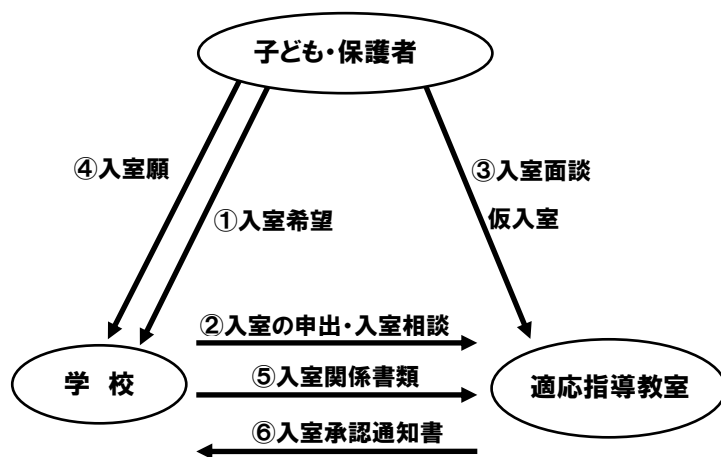 子ども・保護者
④入室願
③入室面談
①入室希望
仮入室
②入室の申出・入室相談
学 校
⑤入室関係書類
適応指導教室
⑥入室承認通知書